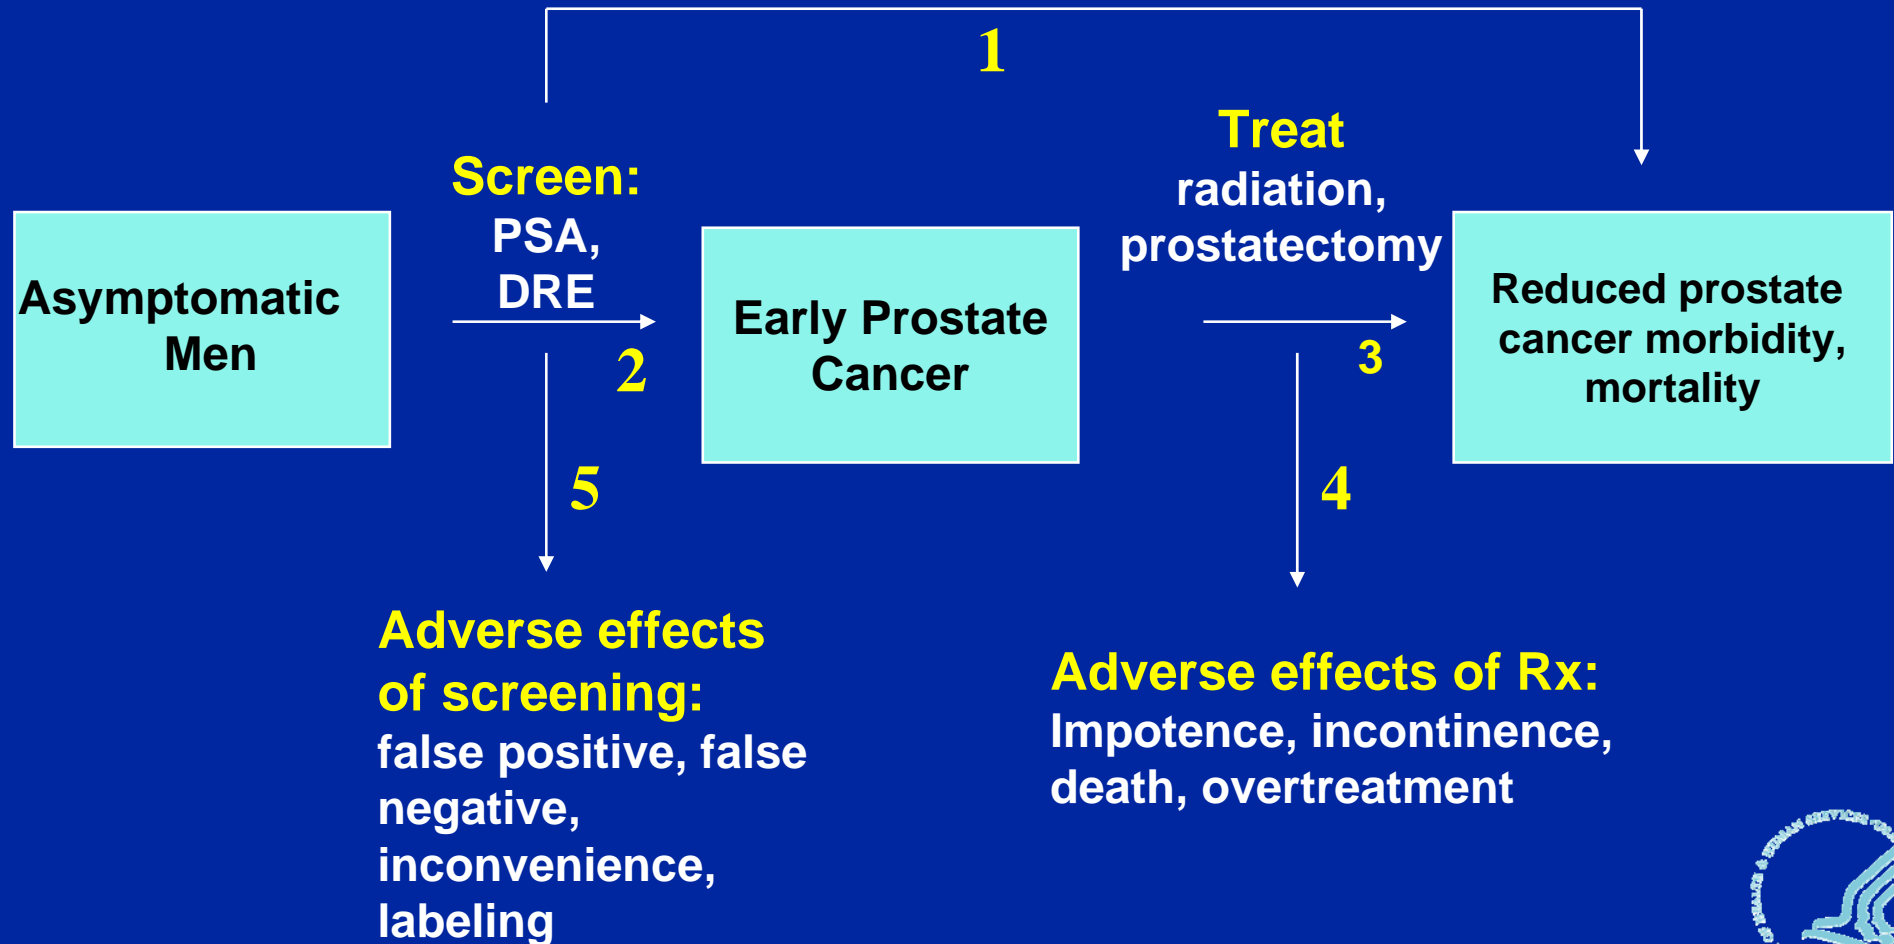 1
Screen:
PSA,
DRE
Treat
radiation,
prostatectomy
Asymptomatic
Men
2
Early Prostate
Cancer
3
Reduced prostate
cancer morbidity,
mortality
5
4
Adverse effects
of screening:
false positive, false
negative,
inconvenience,
labeling
Adverse effects of Rx:
Impotence, incontinence,
death, overtreatment
& HUMAN SERVICES